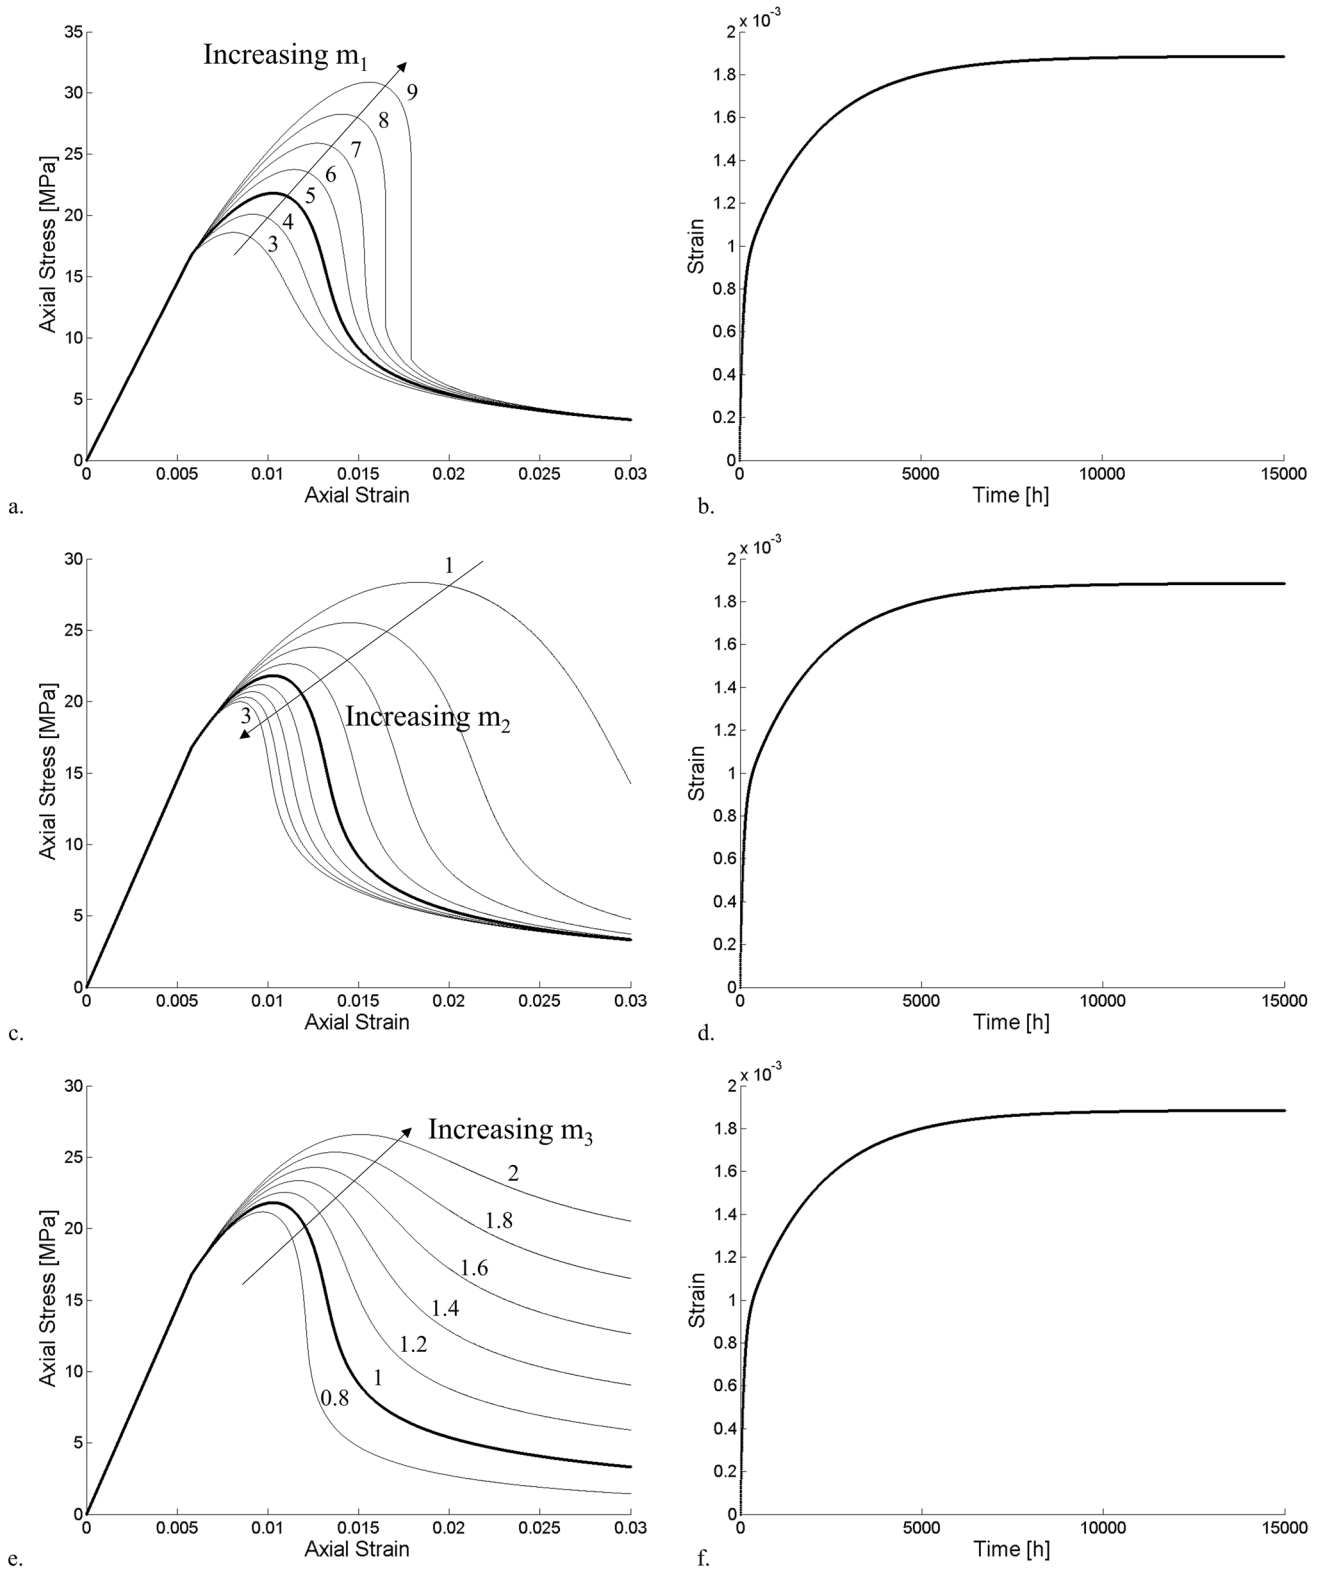 35
30
25
20
15
10
5
0
Axial Stress [MPa]
Increasing m1
9
8
7
6
5
4
3
0 0.005 0.01 0.015 0.02 0.025 0.03
Axial Strain
a.
x 10-3
2
1.8
1.6
1.4
1.2
1
0.8
0.6
0.4
0.2
0
Strain
0 5000 10000 15000
Time [h]
b.
30
25
20
15
10
5
0
Axial Stress [MPa]
1
Increasing m2
3
0 0.005 0.01 0.015 0.02 0.025 0.03
Axial Strain
c.
x 10-3
2
1.8
1.6
1.4
1.2
1
0.8
0.6
0.4
0.2
0
Strain
0 5000 10000 15000
Time [h]
d.
30
25
20
15
10
5
0
Axial Stress [MPa]
Increasing m3
2
1.8
1.6
1.4
1.2
1
0.8
0 0.005 0.01 0.015 0.02 0.025 0.03
Axial Strain
e.
x 10-3
2
1.8
1.6
1.4
1.2
1
0.8
0.6
0.4
0.2
0
Strain
0 5000 10000 15000
Time [h]
f.